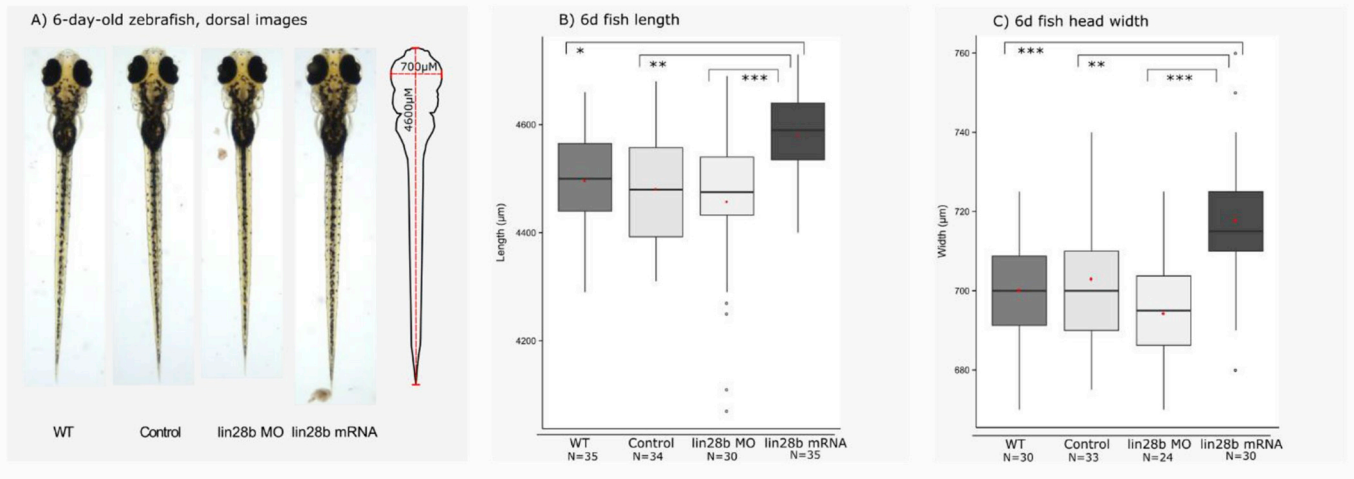 A) 6-day-old zebrafish, dorsal images
700µM
4600µM
WT Control lin28b MO lin28b mRNA
B) 6d fish length
* ** ***
Length (µm)
4600
4400
4200
WT Control lin28b MO lin28b mRNA
N=35 N=34 N=30 N=35
C) 6d fish head width
*** ** ***
Width (µm)
760
740
720
700
680
WT Control lin28b MO lin28b mRNA
N=30 N=33 N=24 N=30